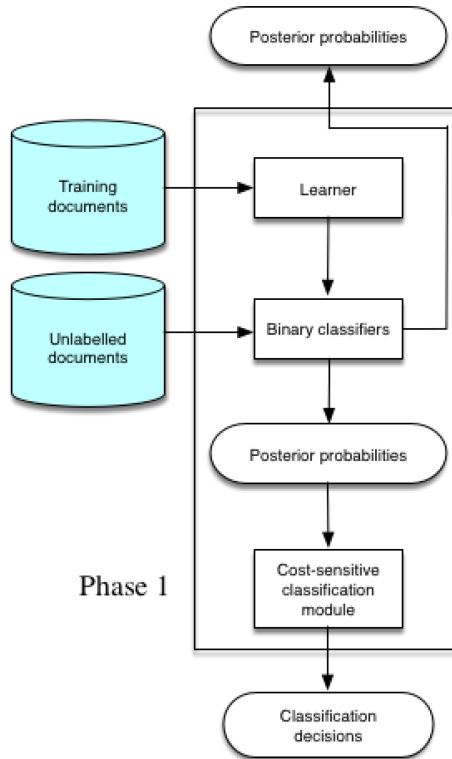 Posterior probabilities
Training
documents
Learner
Unlabelled
documents
Binary classifiers
Posterior probabilities
Phase 1
Cost-sensitive
classification
module
Classification
decisions